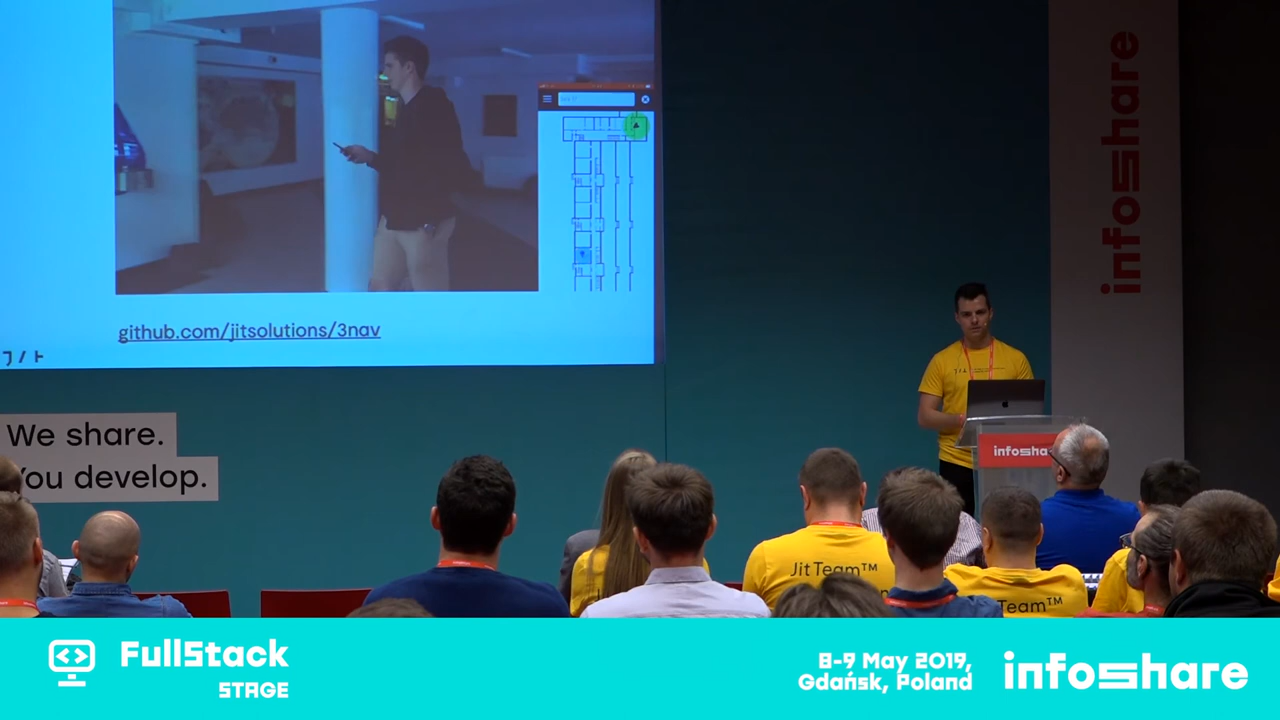 github.com/jitsolutions/3nav
We share.
You develop.
infoshare
infosha
Jit Team™
Team™
FullStack
STAGE
8-9 May 2019,
Gdańsk, Poland
infoshare